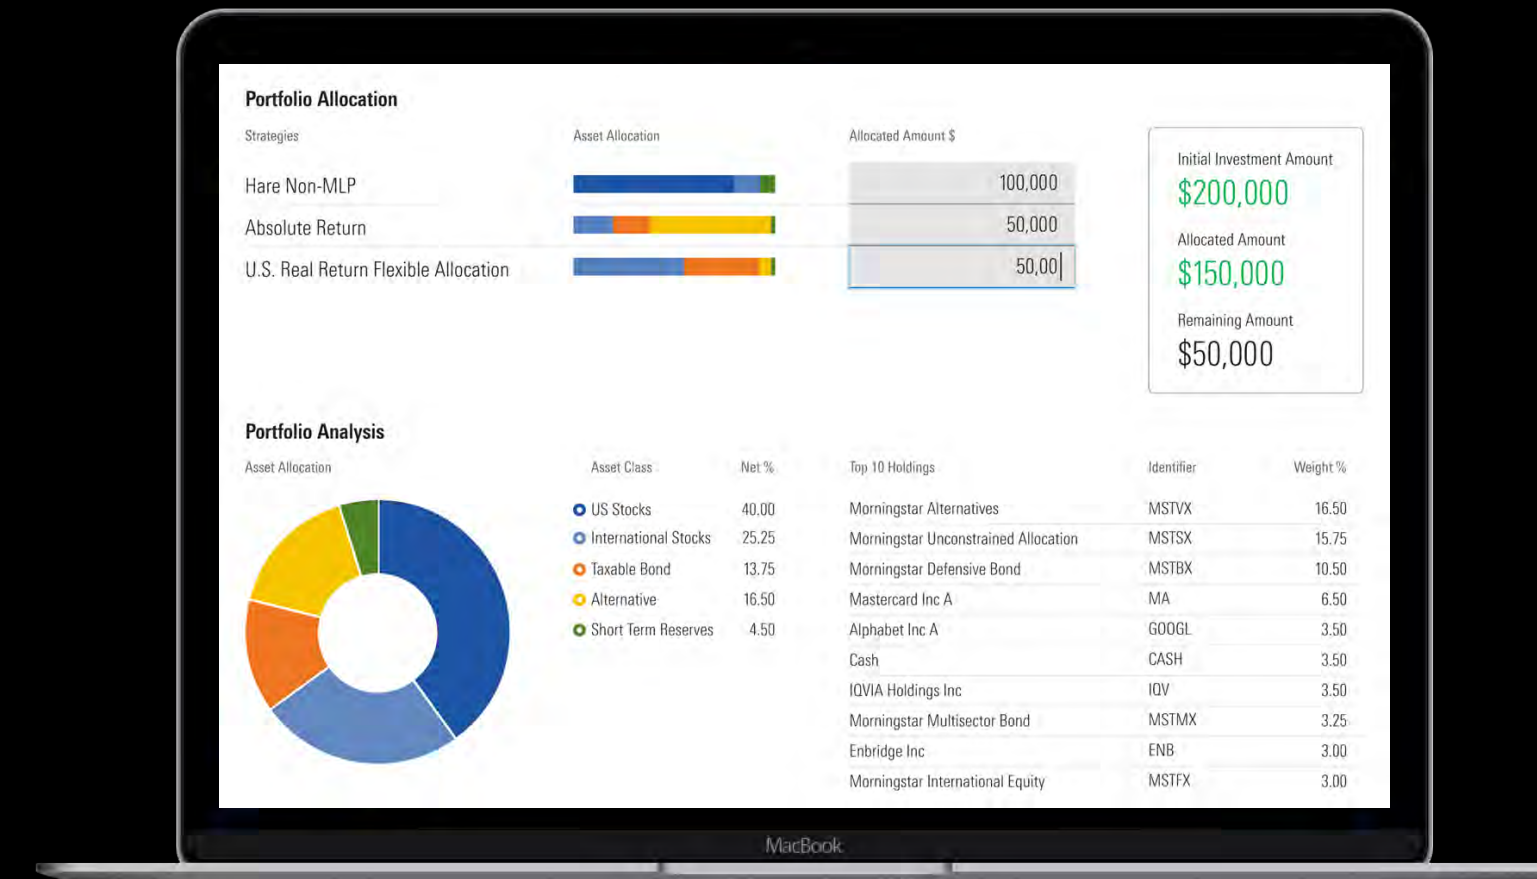 Portfolio Allocation
Strategies Asset Allocation Allocated Amount $
Hare Non-MLP 100,000
Absolute Return 50,000
U.S. Real Return Flexible Allocation 50,00
Initial Investment Amount
$200,000
Allocated Amount
$150,000
Remaining Amount
$50,000
Portfolio Analysis
Asset Allocation
Asset Class Net %
US Stocks 40.00
International Stocks 25.25
Taxable Bond 13.75
Alternative 16.50
Short Term Reserves 4.50
Top 10 Holdings Identifier Weight %
Morningstar Alternatives MSTVX 16.50
Morningstar Unconstrained Allocation MSTSX 15.75
Morningstar Defensive Bond MSTBX 10.50
Mastercard Inc A MA 6.50
Alphabet Inc A GOOGL 3.50
Cash CASH 3.50
IQVIA Holdings Inc IQV 3.50
Morningstar Multisector Bond MSTMX 3.25
Enbridge Inc ENB 3.00
Morningstar International Equity MSTFX 3.00
MacBook